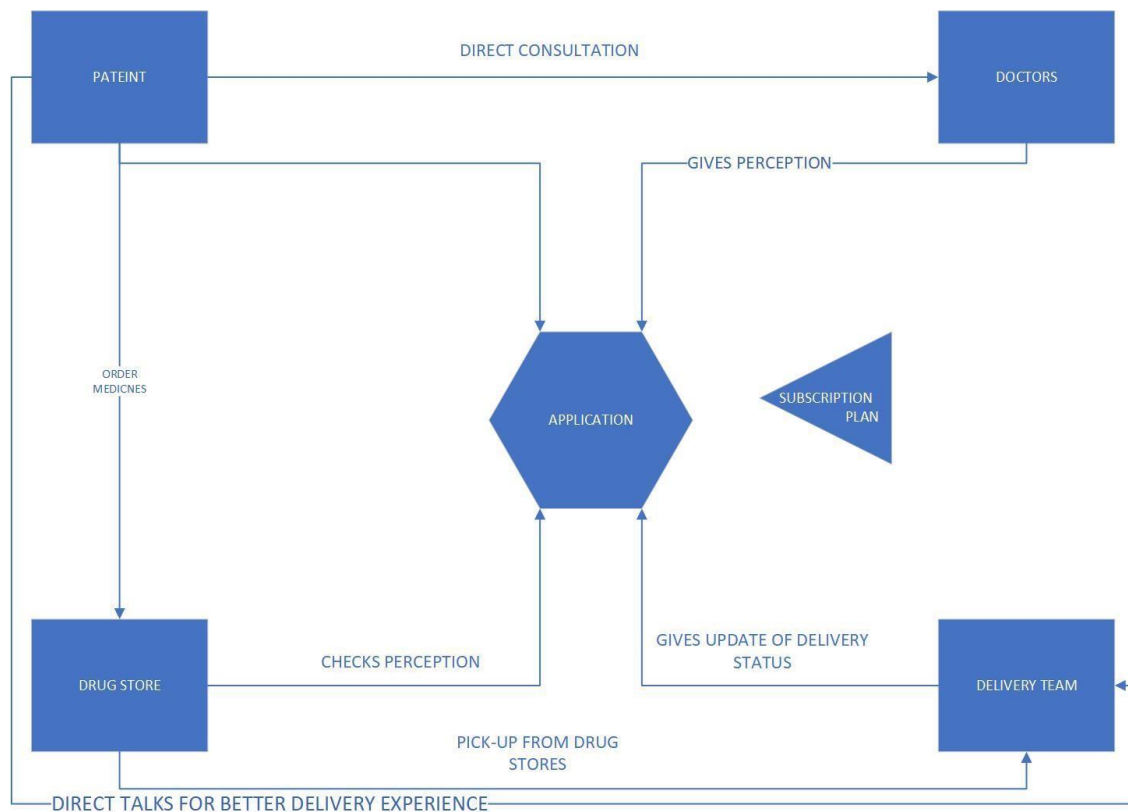 DIRECT CONSULTATION
PATEINT
DOCTORS
GIVES PERCEPTION
ORDER
MEDICNES
SUBSCRIPTION
PLAN
APPLICATION
GIVES UPDATE OF DELIVERY
STATUS
CHECKS PERCEPTION
DRUG STORE
DELIVERY TEAM
PICK-UP FROM DRUG
STORES
DIRECT TALKS FOR BETTER DELIVERY EXPERIENCE